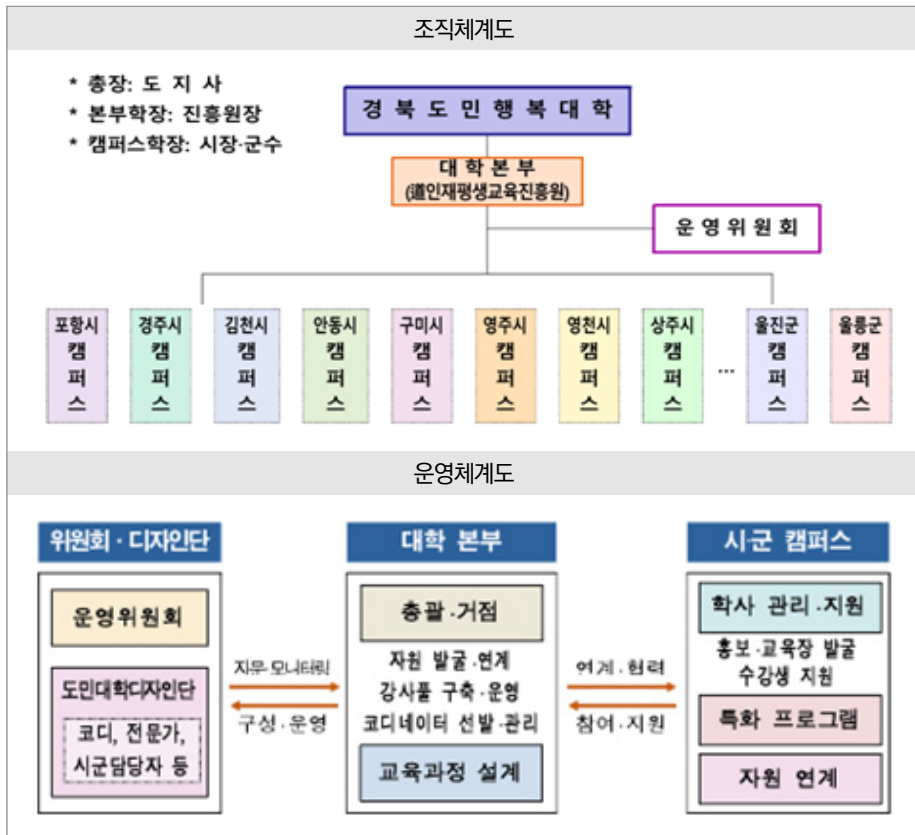 조직체계도
* 총장: 도 지 사
* 본부학장: 진흥원장
* 캠퍼스학장: 시장·군수
경 북 도 민 행 복 대 학
대 학 본 부
(道인재평생교육진흥원)
운 영 위 원 회
포항시 캠퍼스
경주시 캠퍼스
김천시 캠퍼스
안동시 캠퍼스
구미시 캠퍼스
영주시 캠퍼스
영천시 캠퍼스
상주시 캠퍼스
...
울진군 캠퍼스
울릉군 캠퍼스
운영체계도
위원회 · 디자인단
운영위원회
도민대학디자인단
코디, 전문가,
시군담당자 등
자문·모니터링
구성·운영
대학 본부
총괄·거점
자원 발굴·연계
강사풀 구축·운영
코디네이터 선발·관리
교육과정 설계
연계·협력
참여·지원
시·군 캠퍼스
학사 관리·지원
홍보·교육장 발굴
수강생 지원
특화 프로그램
자원 연계